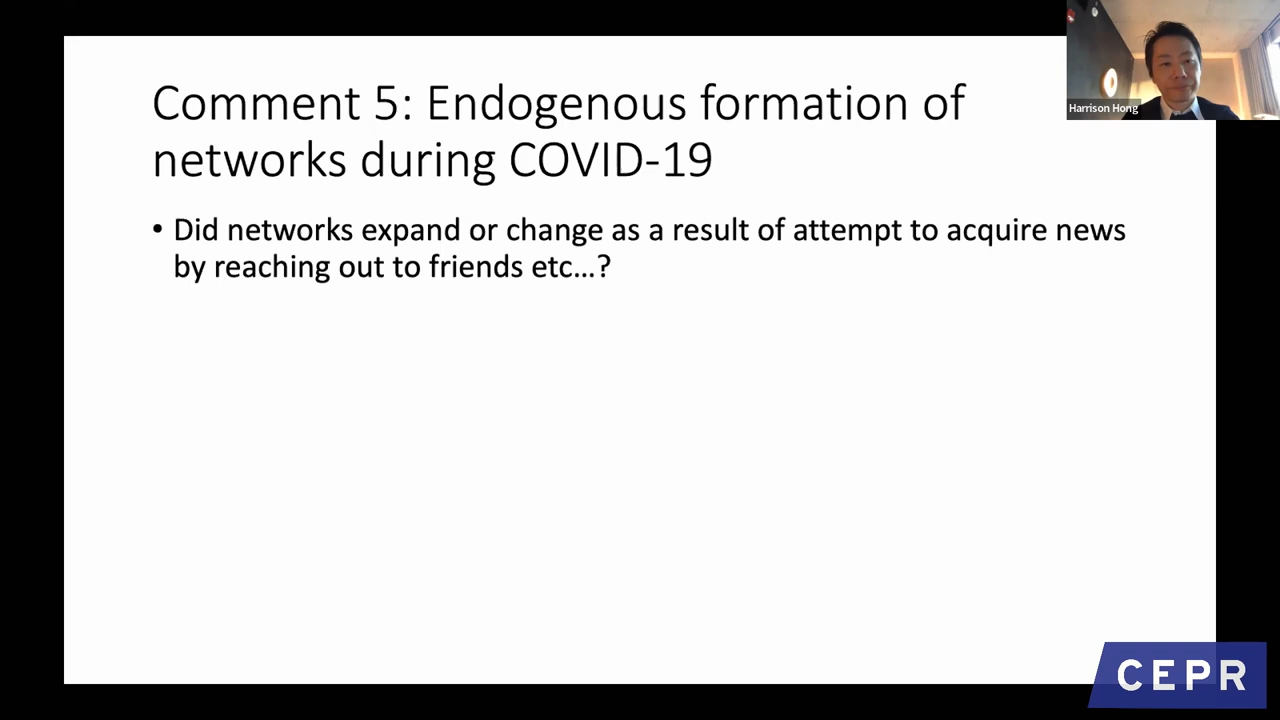 Comment 5: Endogenous formation of
networks during COVID-19
• Did networks expand or change as a result of attempt to acquire news
by reaching out to friends etc…?
Harrison Hong
CEPR